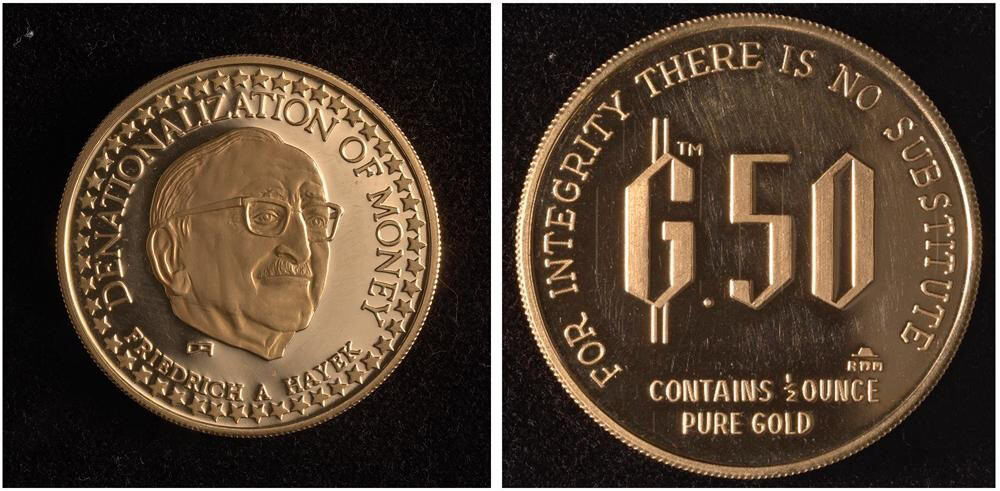 DENATIONALIZATION OF MONEY
FRIEDRICH A. HAYEK
FOR INTEGRITY THERE IS NO SUBSTITUTE
G.50
TM
CONTAINS ½ OUNCE
PURE GOLD